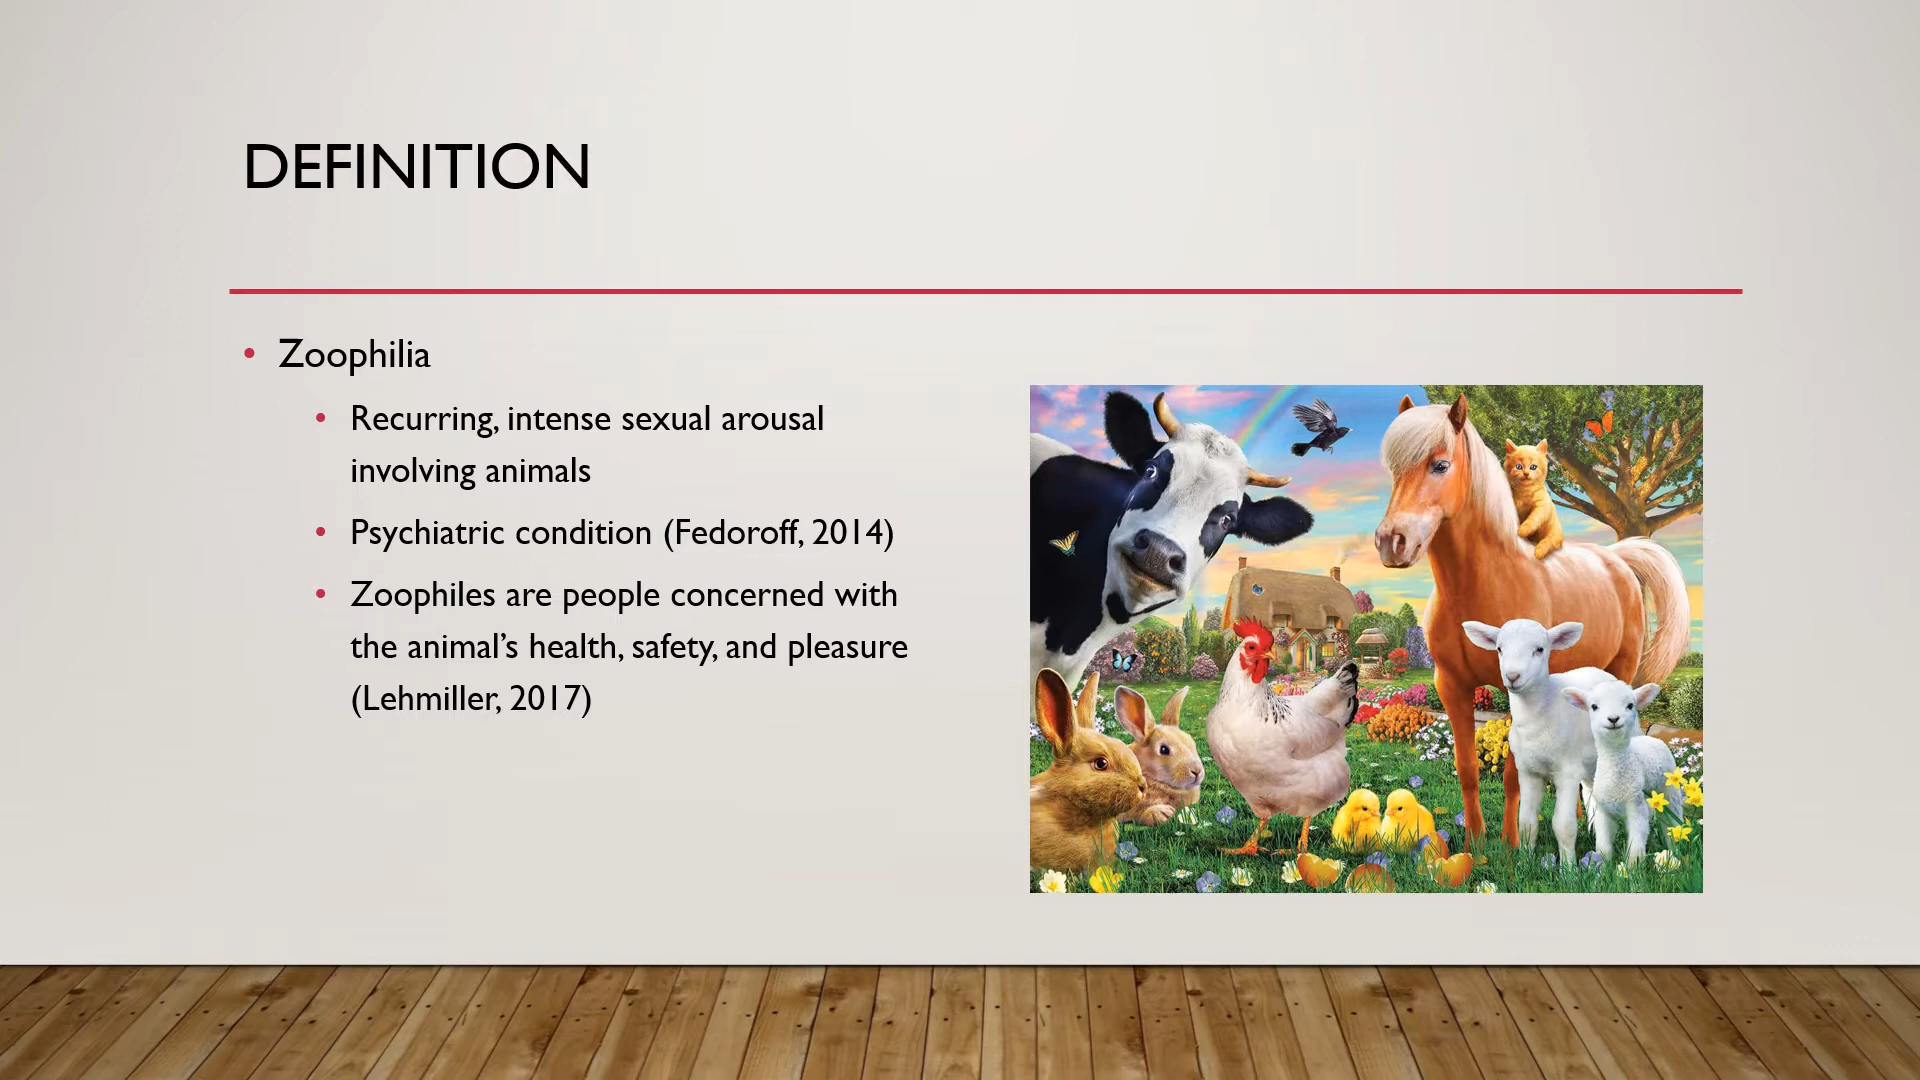 DEFINITION
• Zoophilia
• Recurring, intense sexual arousal
involving animals
• Psychiatric condition (Fedoroff, 2014)
• Zoophiles are people concerned with
the animal’s health, safety, and pleasure
(Lehmiller, 2017)